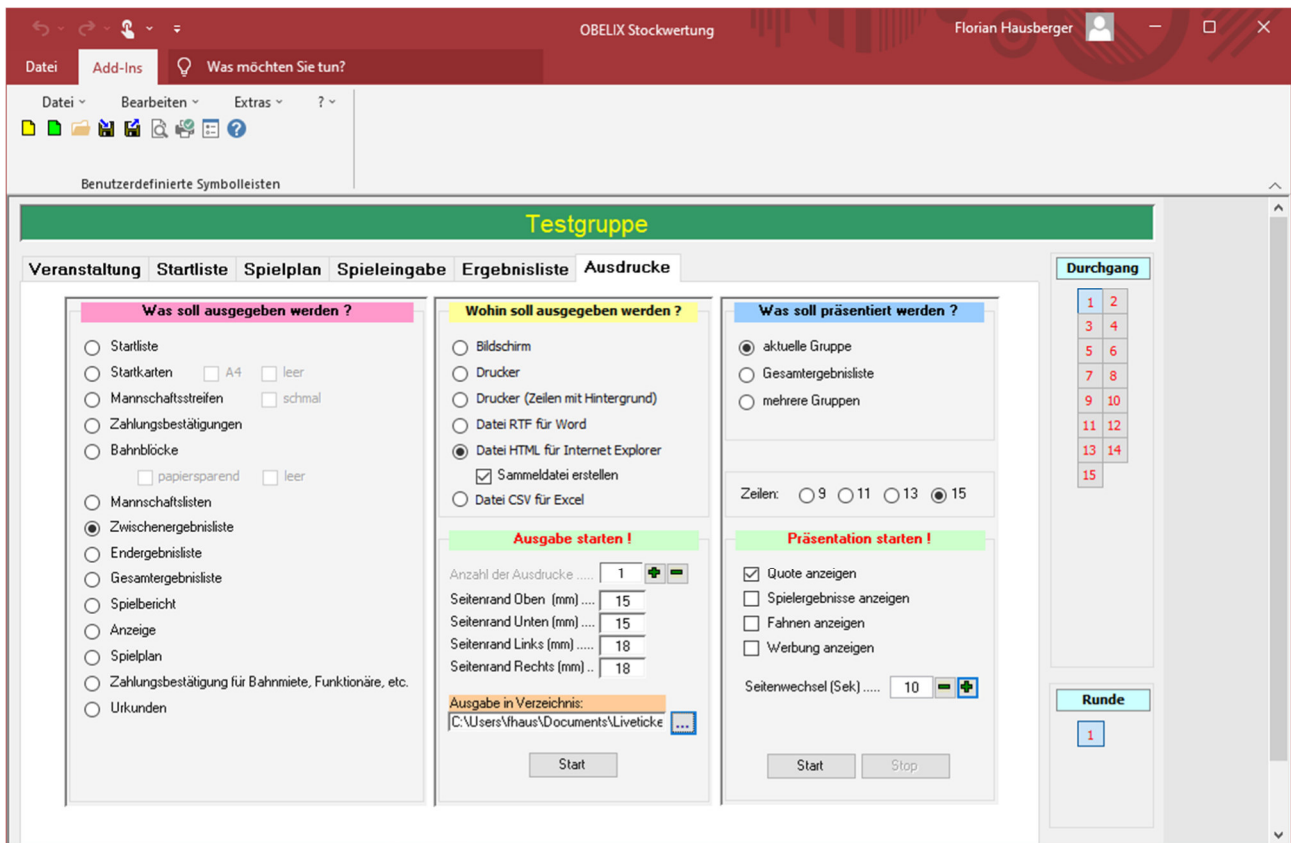 OBELIX Stockwertung
Florian Hausberger
Datei Add-Ins Was möchten Sie tun?
Datei Bearbeiten Extras ?
Benutzerdefinierte Symbolleisten
Testgruppe
Veranstaltung Startliste Spielplan Spieleingabe Ergebnisliste Ausdrucke
Was soll ausgegeben werden ?
Startliste
Startkarten A4 leer
Mannschaftsstreifen schmal
Zahlungsbestätigungen
Bahnblöcke
papiersparend leer
Mannschaftslisten
Zwischenergebnisliste
Endergebnisliste
Gesamtergebnisliste
Spielbericht
Anzeige
Spielplan
Zahlungsbestätigung für Bahnmiete, Funktionäre, etc.
Urkunden
Wohin soll ausgegeben werden ?
Bildschirm
Drucker
Drucker (Zeilen mit Hintergrund)
Datei RTF für Word
Datei HTML für Internet Explorer
Sammeldatei erstellen
Datei CSV für Excel
Ausgabe starten !
Anzahl der Ausdrucke ..... 1
Seitenrand Oben (mm) .... 15
Seitenrand Unten (mm) .... 15
Seitenrand Links (mm) ..... 18
Seitenrand Rechts (mm) .. 18
Ausgabe in Verzeichnis:
C:\Users\fhaus\Documents\Liveticke ...
Start
Was soll präsentiert werden ?
aktuelle Gruppe
Gesamtergebnisliste
mehrere Gruppen
Zeilen: 9 11 13 15
Präsentation starten !
Quote anzeigen
Spielergebnisse anzeigen
Fahnen anzeigen
Werbung anzeigen
Seitenwechsel (Sek) ..... 10
Start Stop
Durchgang
1 2
3 4
5 6
7 8
9 10
11 12
13 14
15
Runde
1